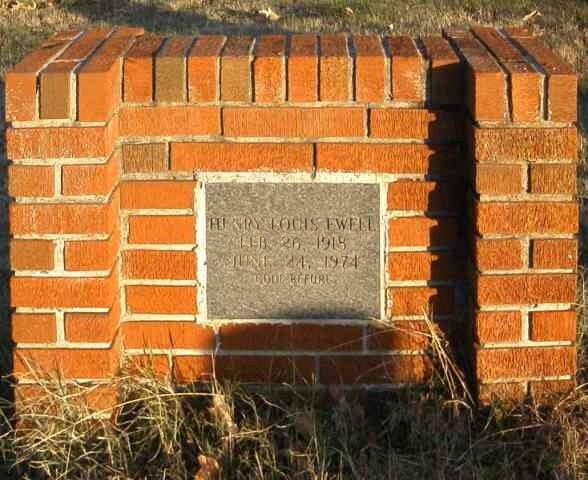 HENRY LOUIS EWELL
FEB. 26, 1918
JUNE 24, 1974
GONE BEFORE